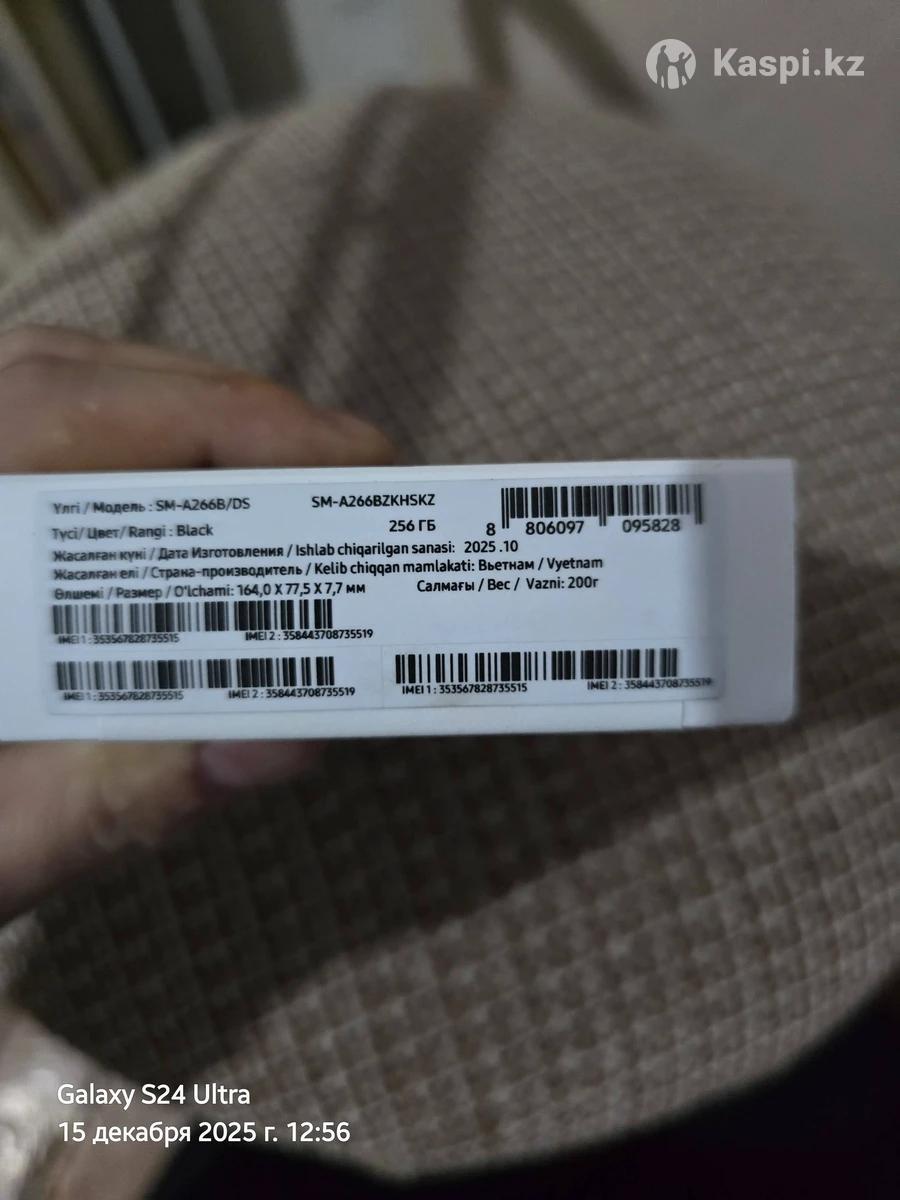 Kaspi.kz
Үлгі / Модель : SM-A266B/DS SM-A266BZKHSKZ
Түсі/ Цвет/ Rangi : Black 256 ГБ
8 806097 095828
Жасалған күні / Дата Изготовления / Ishlab chiqarilgan sanasi: 2025 .10
Жасалған елі / Страна-производитель / Kelib chiqqan mamlakati: Вьетнам / Vyetnam
Өлшемі / Размер / O'lchami: 164,0 X 77,5 X 7,7 мм Салмағы / Вес / Vazni: 200г
IMEI 1 : 353567828735515 IMEI 2 : 358443708735519
IMEI 1 : 353567828735515 IMEI 2 : 358443708735519
IMEI 1 : 353567828735515 IMEI 2 : 358443708735519
Galaxy S24 Ultra
15 декабря 2025 г. 12:56